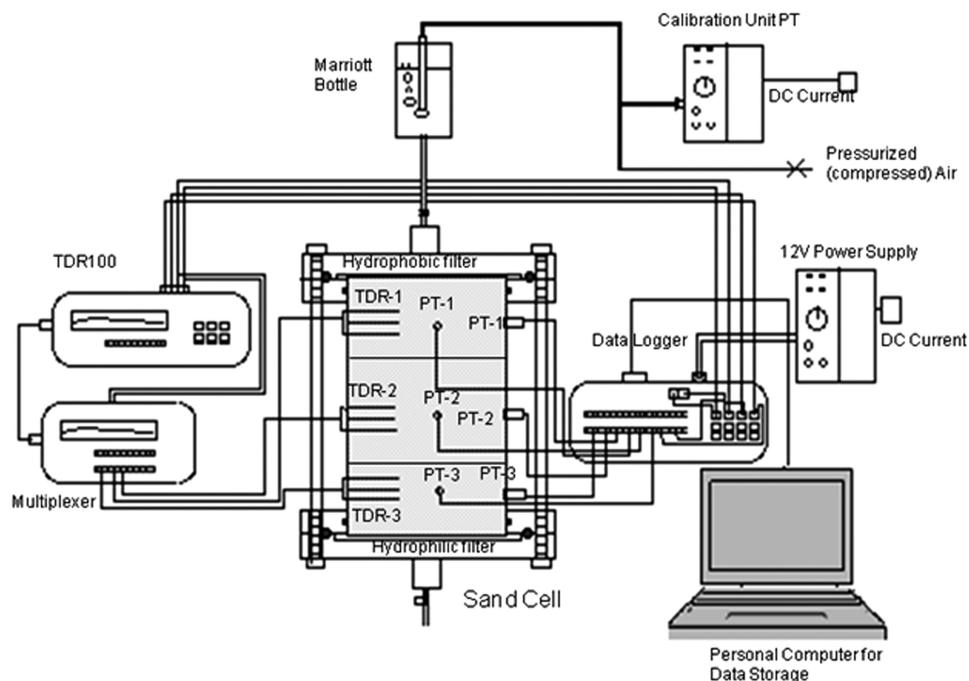 Calibration Unit PT
Marriott
Bottle
DC Current
Pressurized
(compressed) Air
TDR100
12V Power Supply
Hydrophobic filter
TDR-1
PT-1
PT-1
Data Logger
DC Current
TDR-2
PT-2
PT-2
PT-3
PT-3
Multiplexer
TDR-3
Hydrophilic filter
Sand Cell
Personal Computer for
Data Storage